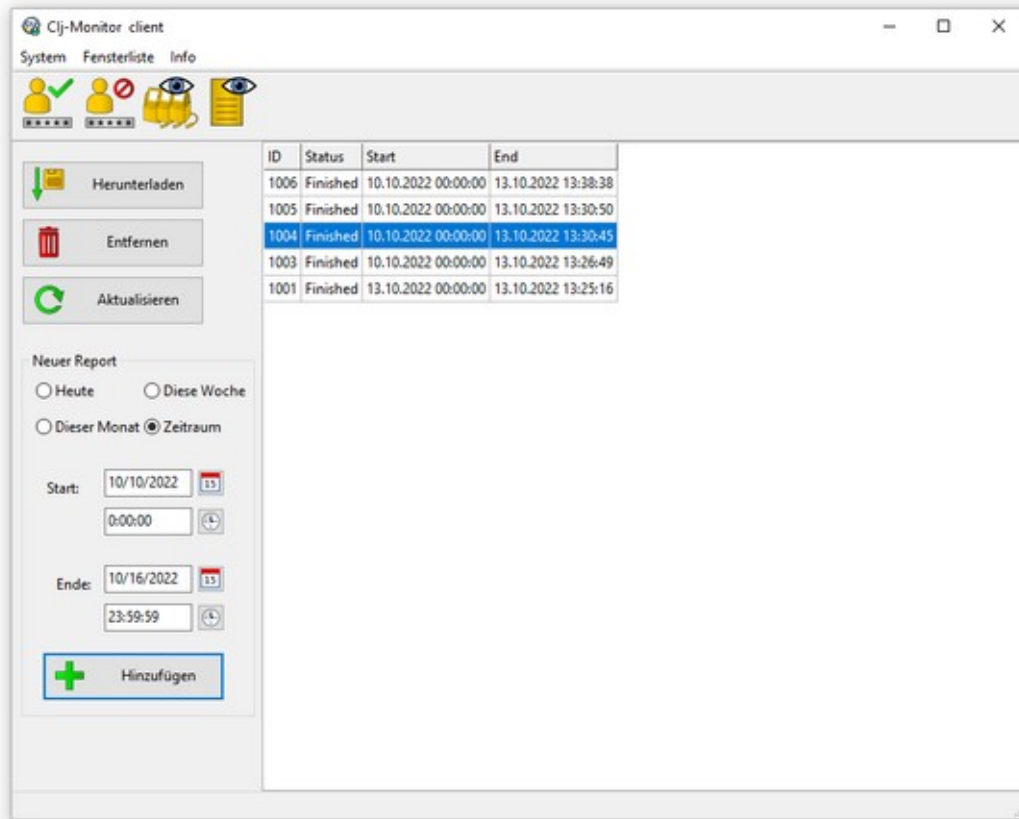 Clj-Monitor client
System Fensterliste Info
Herunterladen
Entfernen
Aktualisieren
Neuer Report
Heute Diese Woche
Dieser Monat Zeitraum
Start: 10/10/2022 15
0:00:00
Ende: 10/16/2022 15
23:59:59
Hinzufügen
ID Status Start End
1006 Finished 10.10.2022 00:00:00 13.10.2022 13:38:38
1005 Finished 10.10.2022 00:00:00 13.10.2022 13:30:50
1004 Finished 10.10.2022 00:00:00 13.10.2022 13:30:45
1003 Finished 10.10.2022 00:00:00 13.10.2022 13:26:49
1001 Finished 13.10.2022 00:00:00 13.10.2022 13:25:16